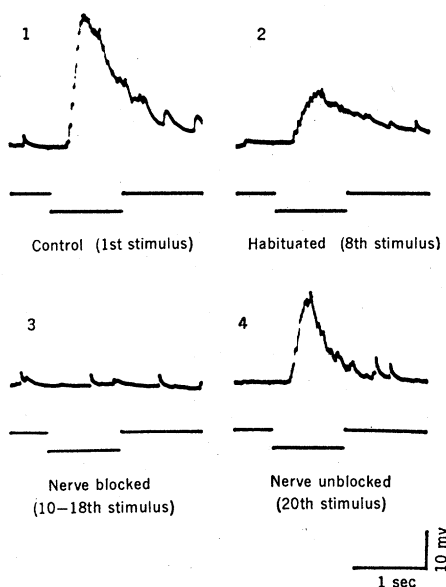 1
2
Control (1st stimulus)
Habituated (8th stimulus)
3
4
Nerve blocked
(10–18th stimulus)
Nerve unblocked
(20th stimulus)
10 mv
1 sec